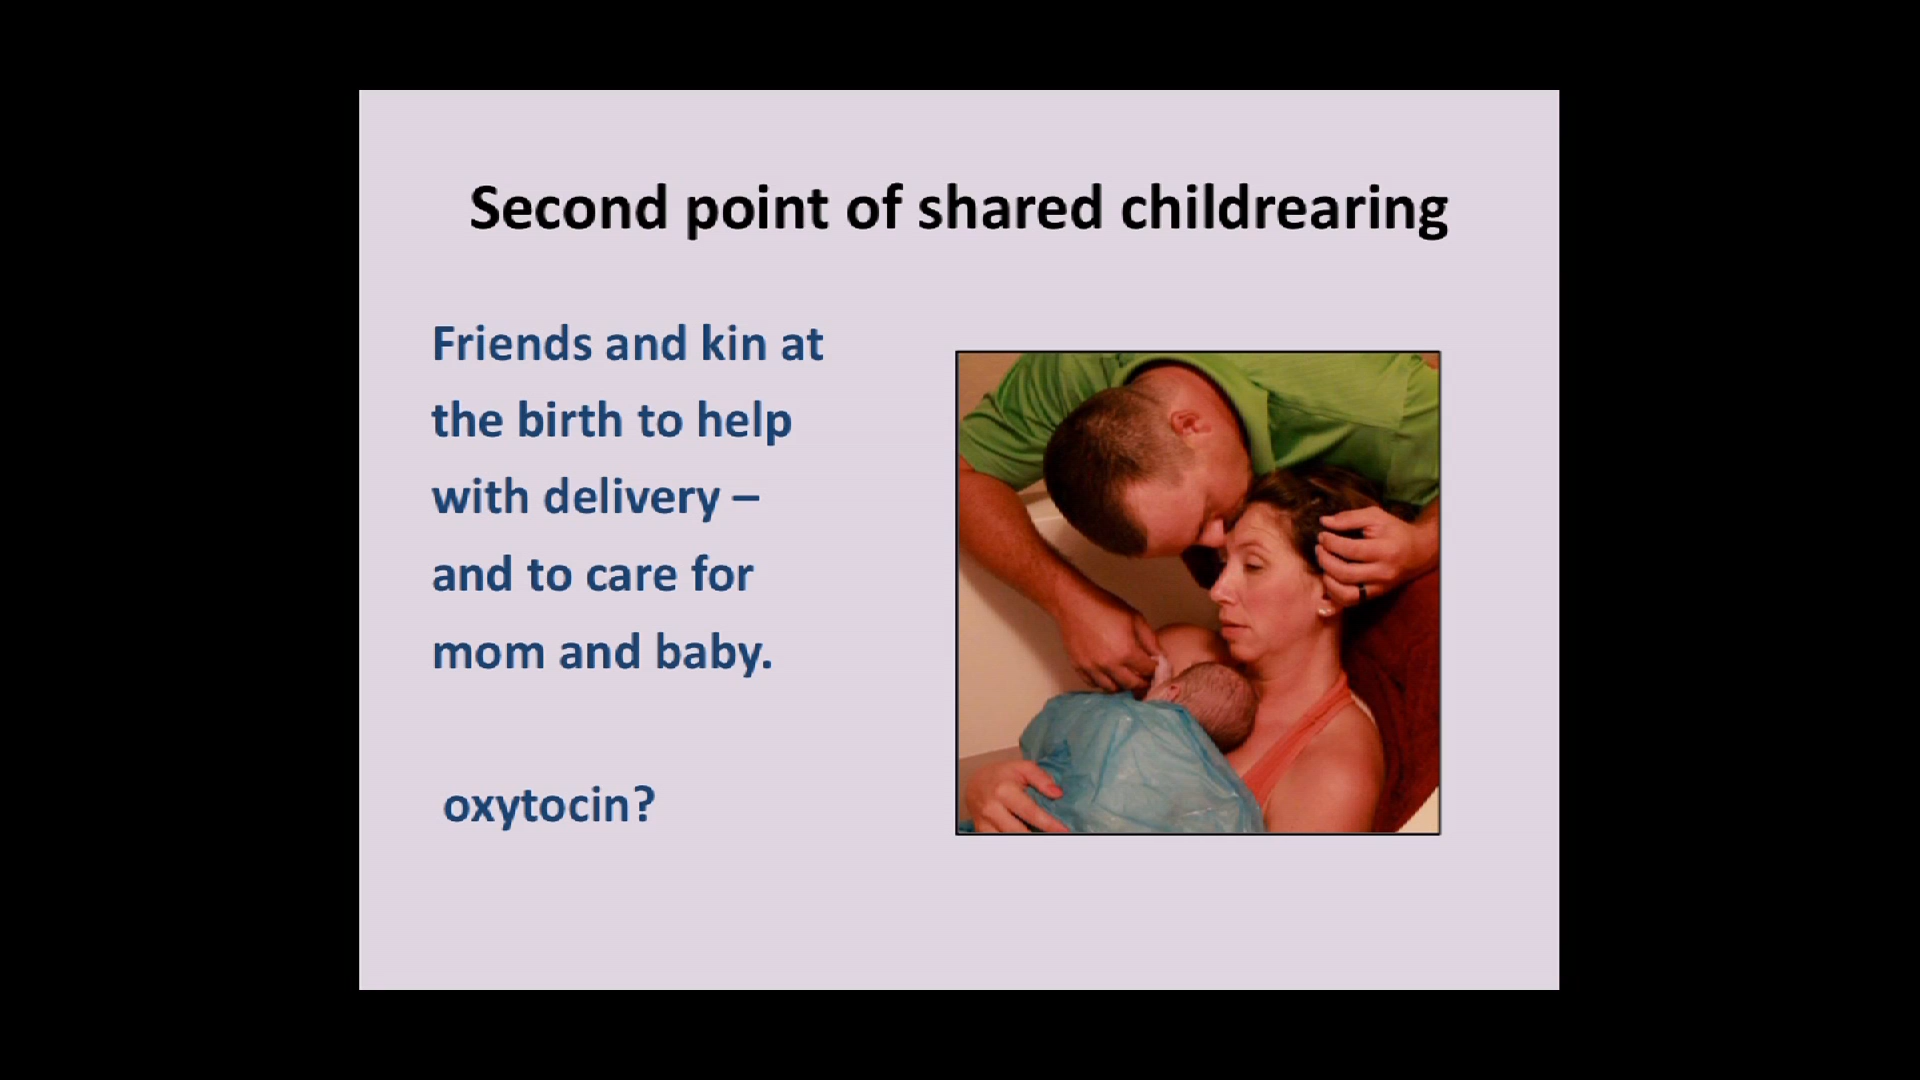 Second point of shared childrearing
Friends and kin at
the birth to help
with delivery –
and to care for
mom and baby.
oxytocin?